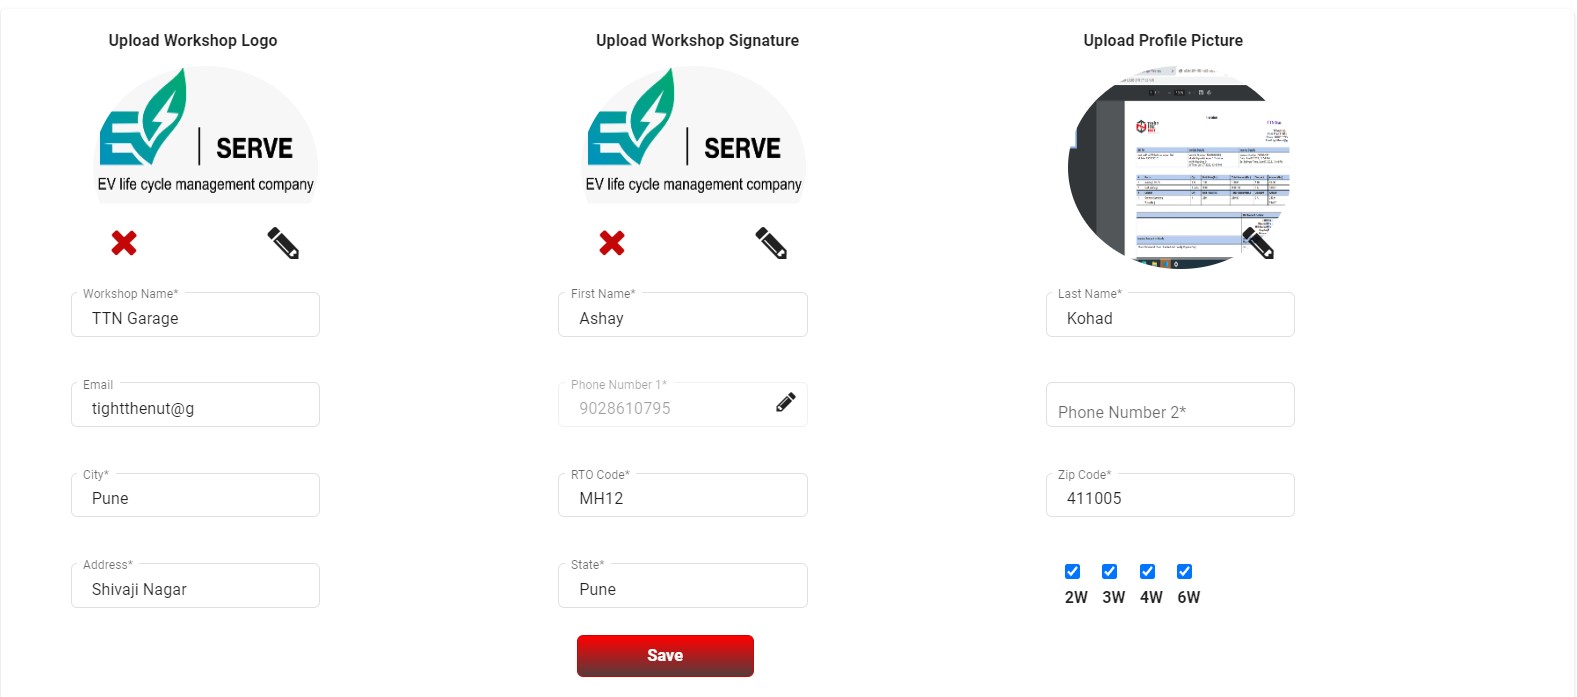 Upload Workshop Logo
Upload Workshop Signature
Upload Profile Picture
EV | SERVE
EV life cycle management company
EV | SERVE
EV life cycle management company
Workshop Name*
TTN Garage
First Name*
Ashay
Last Name*
Kohad
Email
tightthenut@g
Phone Number 1*
9028610795
Phone Number 2*
City*
Pune
RTO Code*
MH12
Zip Code*
411005
Address*
Shivaji Nagar
State*
Pune
2W 3W 4W 6W
Save